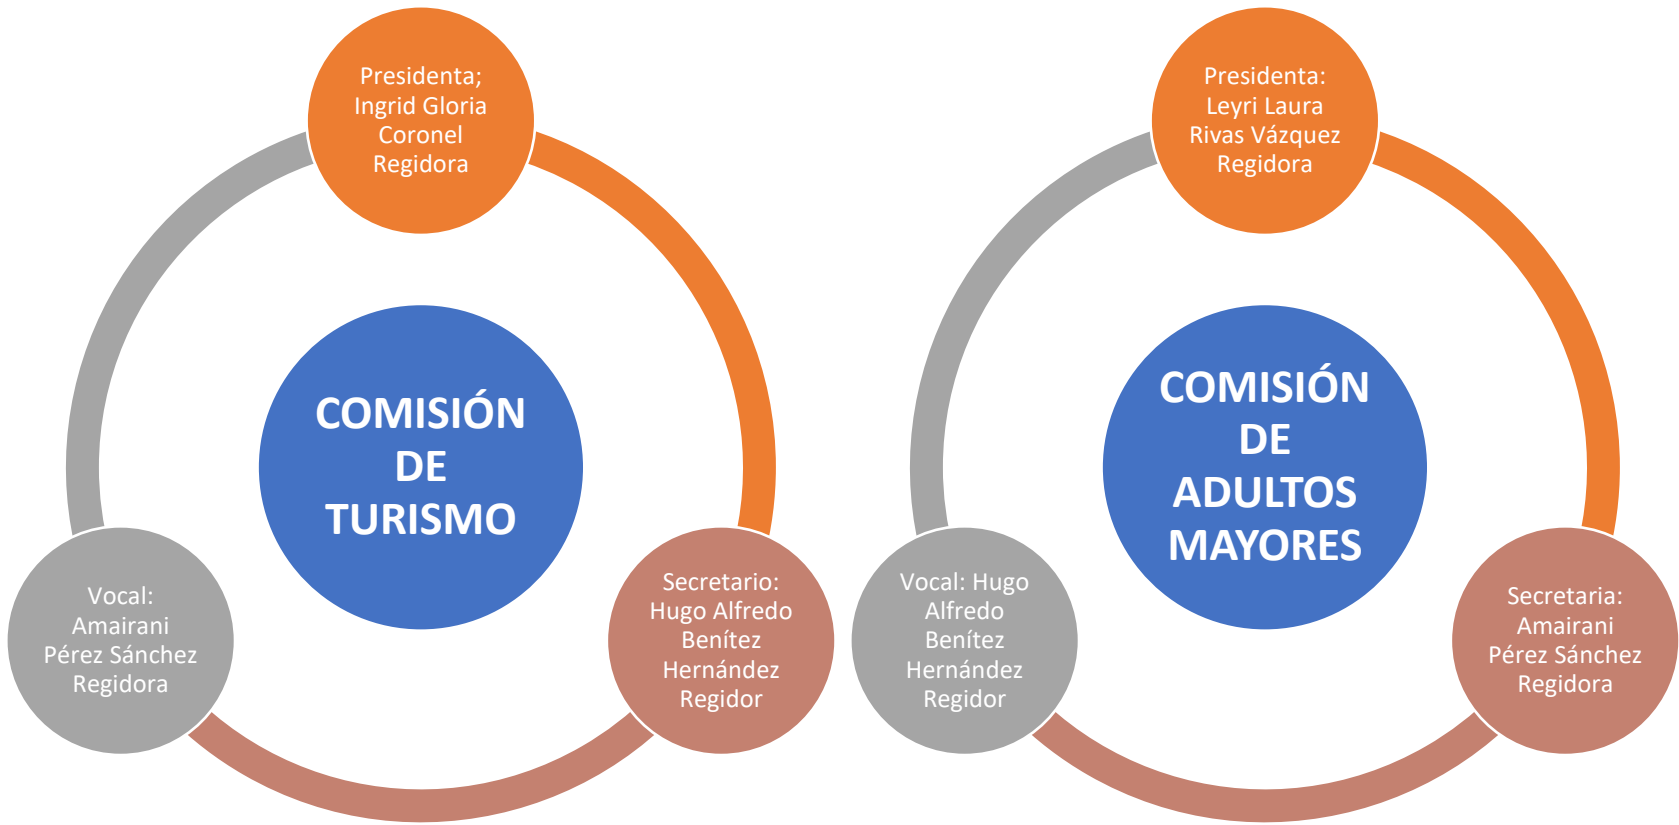 Presidenta;
Ingrid Gloria
Coronel
Regidora
COMISIÓN
DE
TURISMO
Secretario:
Hugo Alfredo
Benítez
Hernández
Regidor
Vocal:
Amairani
Pérez Sánchez
Regidora
Presidenta:
Leyri Laura
Rivas Vázquez
Regidora
COMISIÓN
DE
ADULTOS
MAYORES
Secretaria:
Amairani
Pérez Sánchez
Regidora
Vocal: Hugo
Alfredo
Benítez
Hernández
Regidor